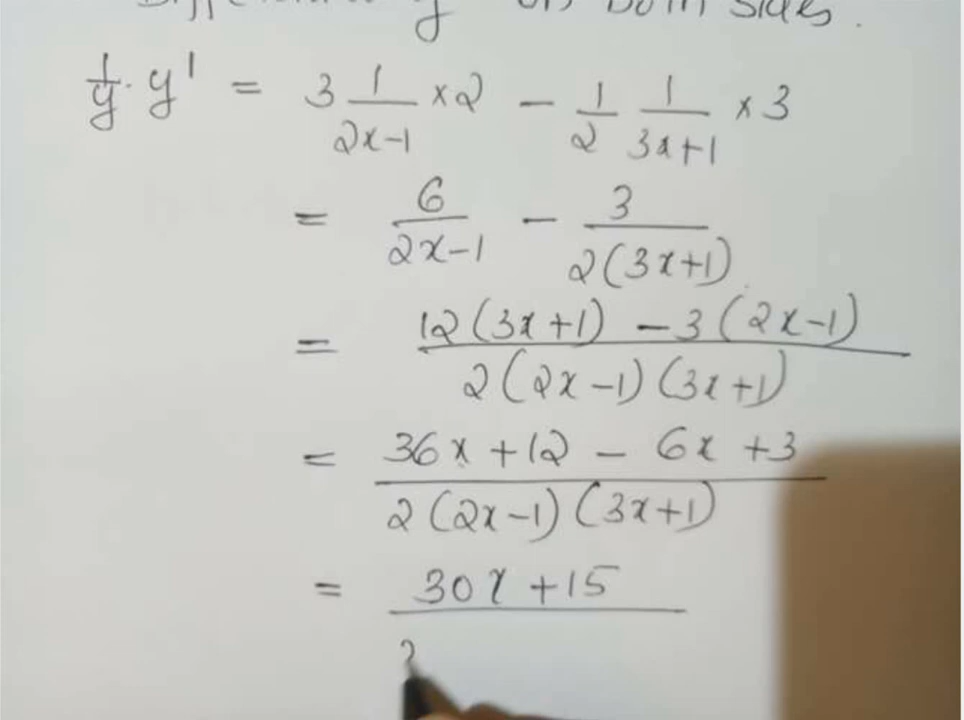 on both sides.
1/y · y' = 3 1/(2x-1) ×2 - 1/2 1/(3x+1) ×3
= 6/(2x-1) - 3/(2(3x+1))
= (12(3x+1) - 3(2x-1))/(2(2x-1)(3x+1))
= (36x+12 - 6x+3)/(2(2x-1)(3x+1))
= 30x+15